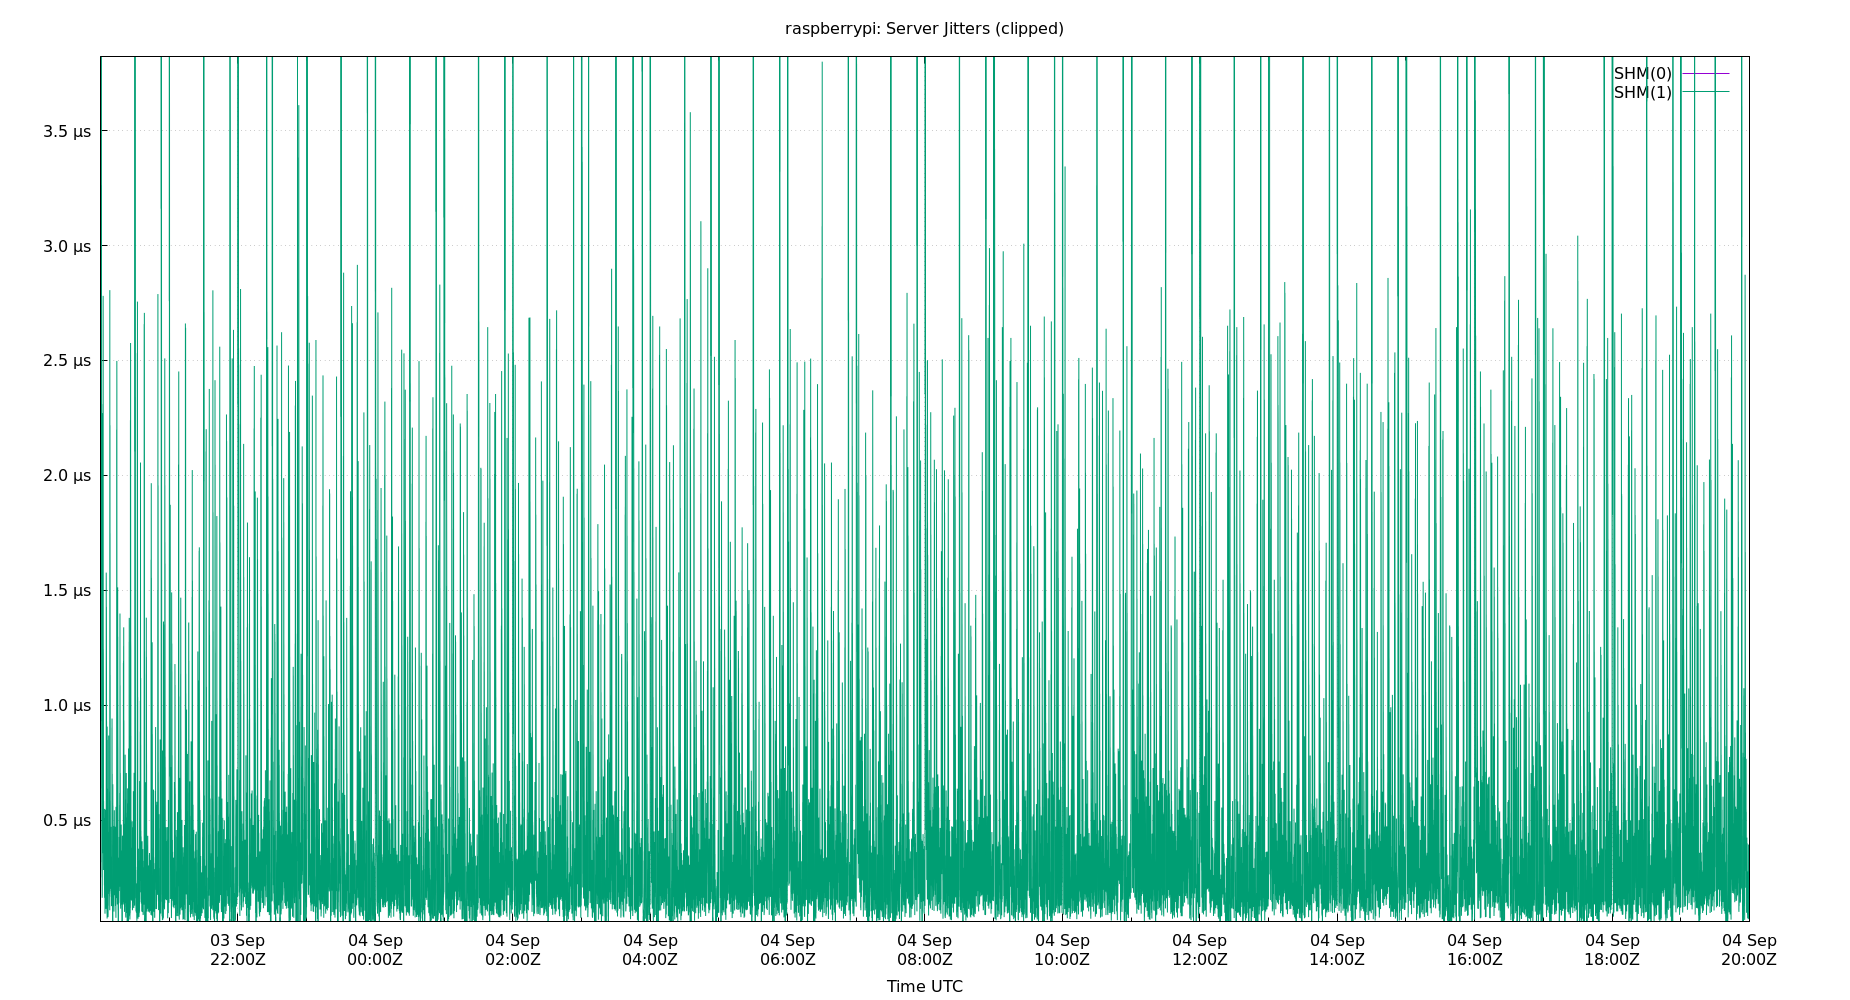 raspberrypi: Server Jitters (clipped)
SHM(0)
SHM(1)
3.5 µs
3.0 µs
2.5 µs
2.0 µs
1.5 µs
1.0 µs
0.5 µs
03 Sep 04 Sep 04 Sep 04 Sep 04 Sep 04 Sep 04 Sep 04 Sep 04 Sep 04 Sep 04 Sep 04 Sep
22:00Z 00:00Z 02:00Z 04:00Z 06:00Z 08:00Z 10:00Z 12:00Z 14:00Z 16:00Z 18:00Z 20:00Z
Time UTC